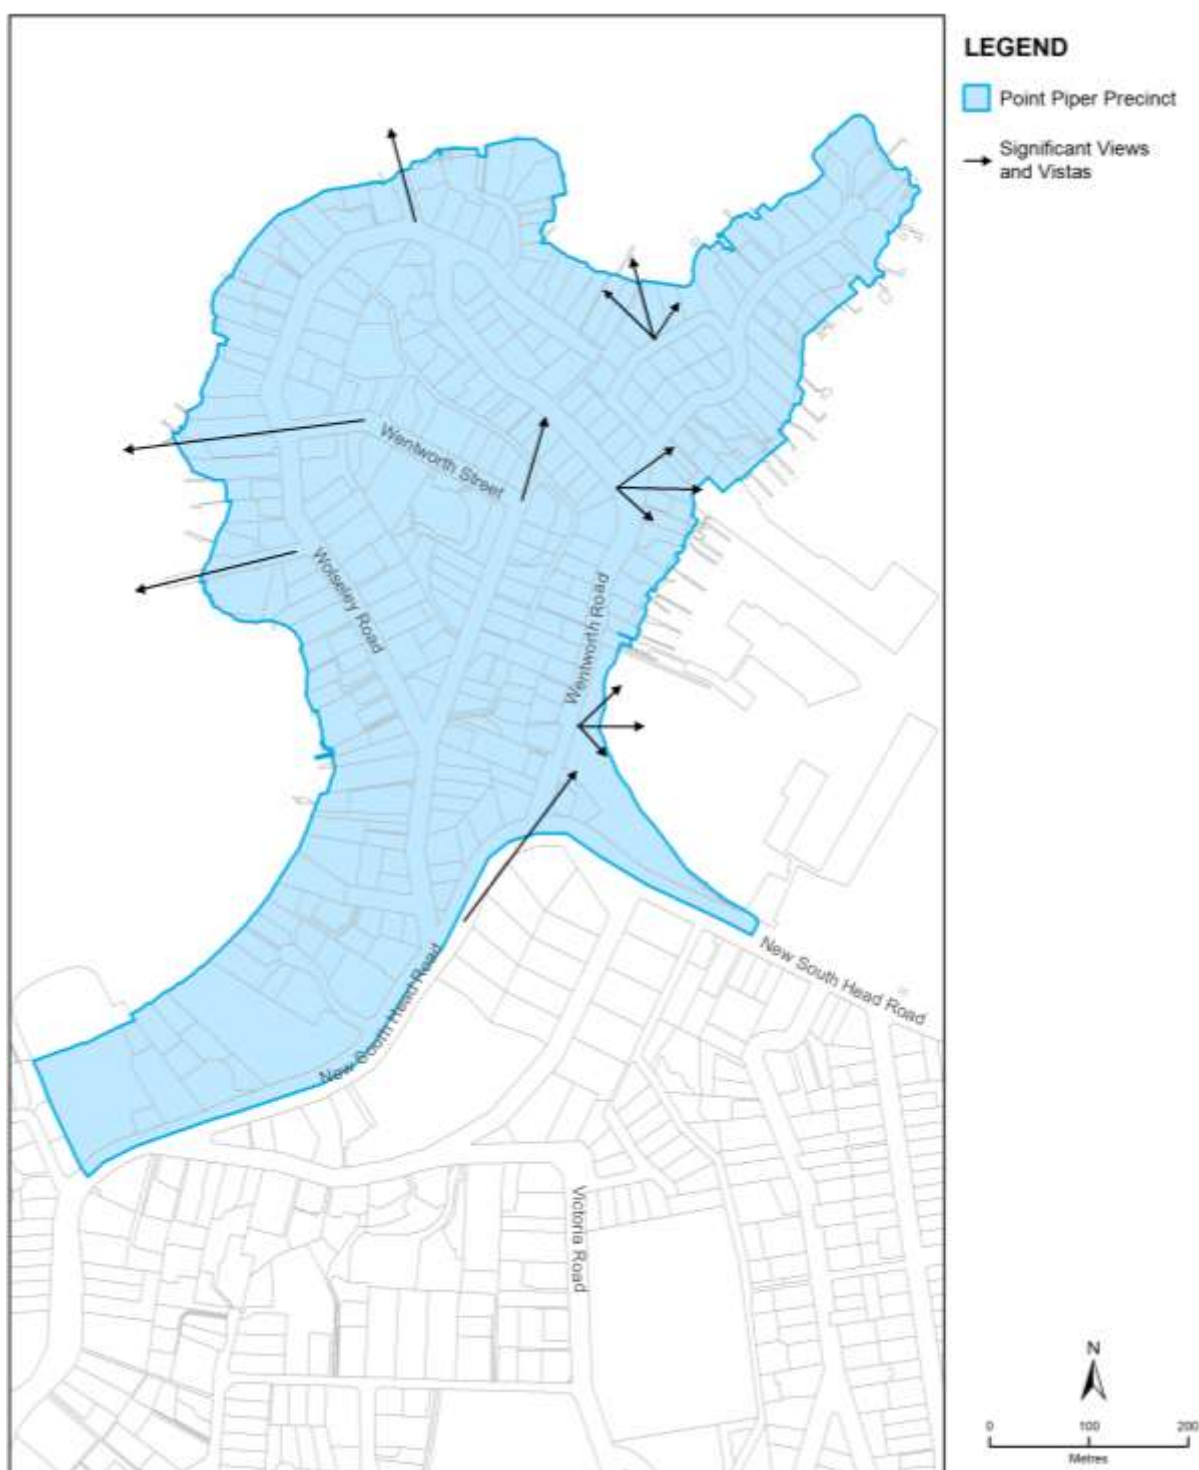 LEGEND
Point Piper Precinct
Significant Views
and Vistas
Wentworth Street
Wolseley Road
Wentworth Road
New South Head Road
New South Head Road
Victoria Road
N
0 100 200
Metres